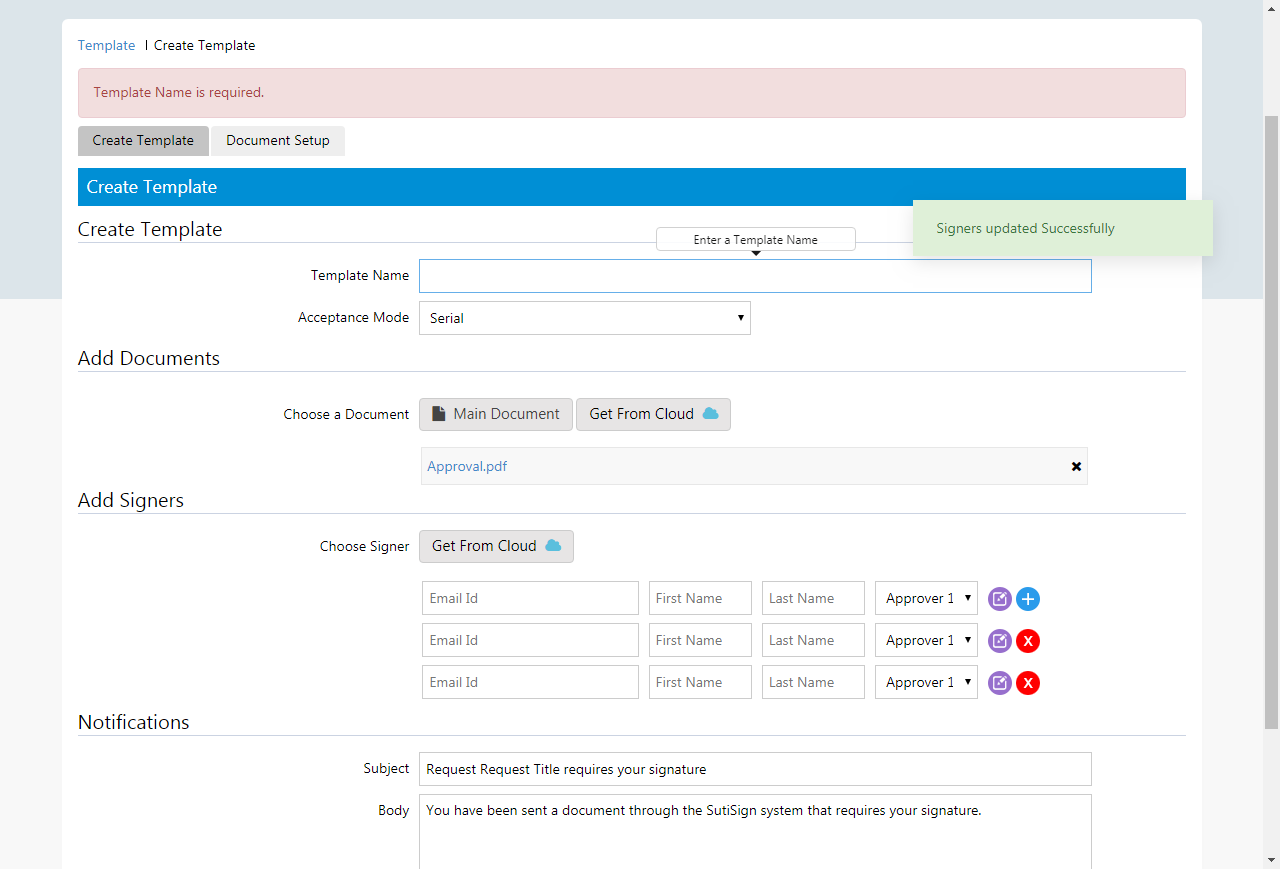 Template | Create Template
Template Name is required.
Create Template Document Setup
Create Template
Create Template
Signers updated Successfully
Enter a Template Name
Template Name
Acceptance Mode Serial
Add Documents
Choose a Document Main Document Get From Cloud
Approval.pdf
Add Signers
Choose Signer Get From Cloud
Email Id First Name Last Name Approver 1
Email Id First Name Last Name Approver 1 X
Email Id First Name Last Name Approver 1 X
Notifications
Subject Request Request Title requires your signature
Body You have been sent a document through the SutiSign system that requires your signature.